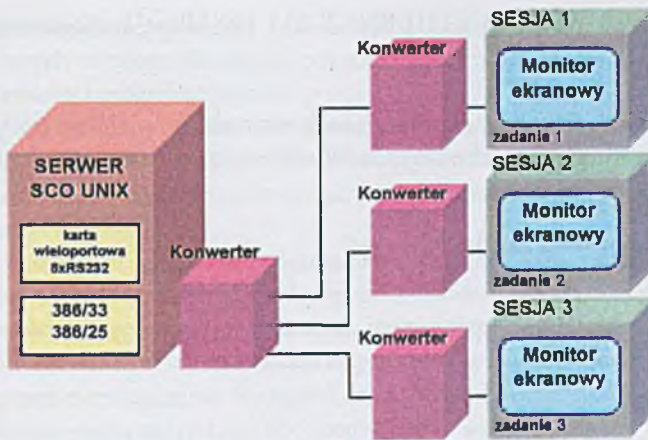 SERWER
SCO UNIX
karta
wieloportowa
8xRS232
386/33
386/25
Konwerter
Konwerter
SESJA 1
Monitor
ekranowy
zadanie 1
Konwerter
SESJA 2
Monitor
ekranowy
zadanie 2
Konwerter
SESJA 3
Monitor
ekranowy
zadanie 3